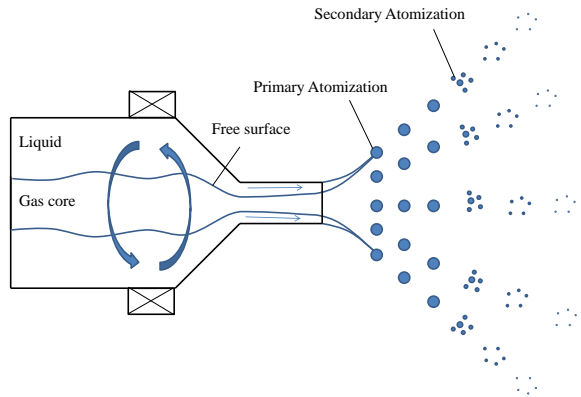 Secondary Atomization
Primary Atomization
Free surface
Liquid
Gas core